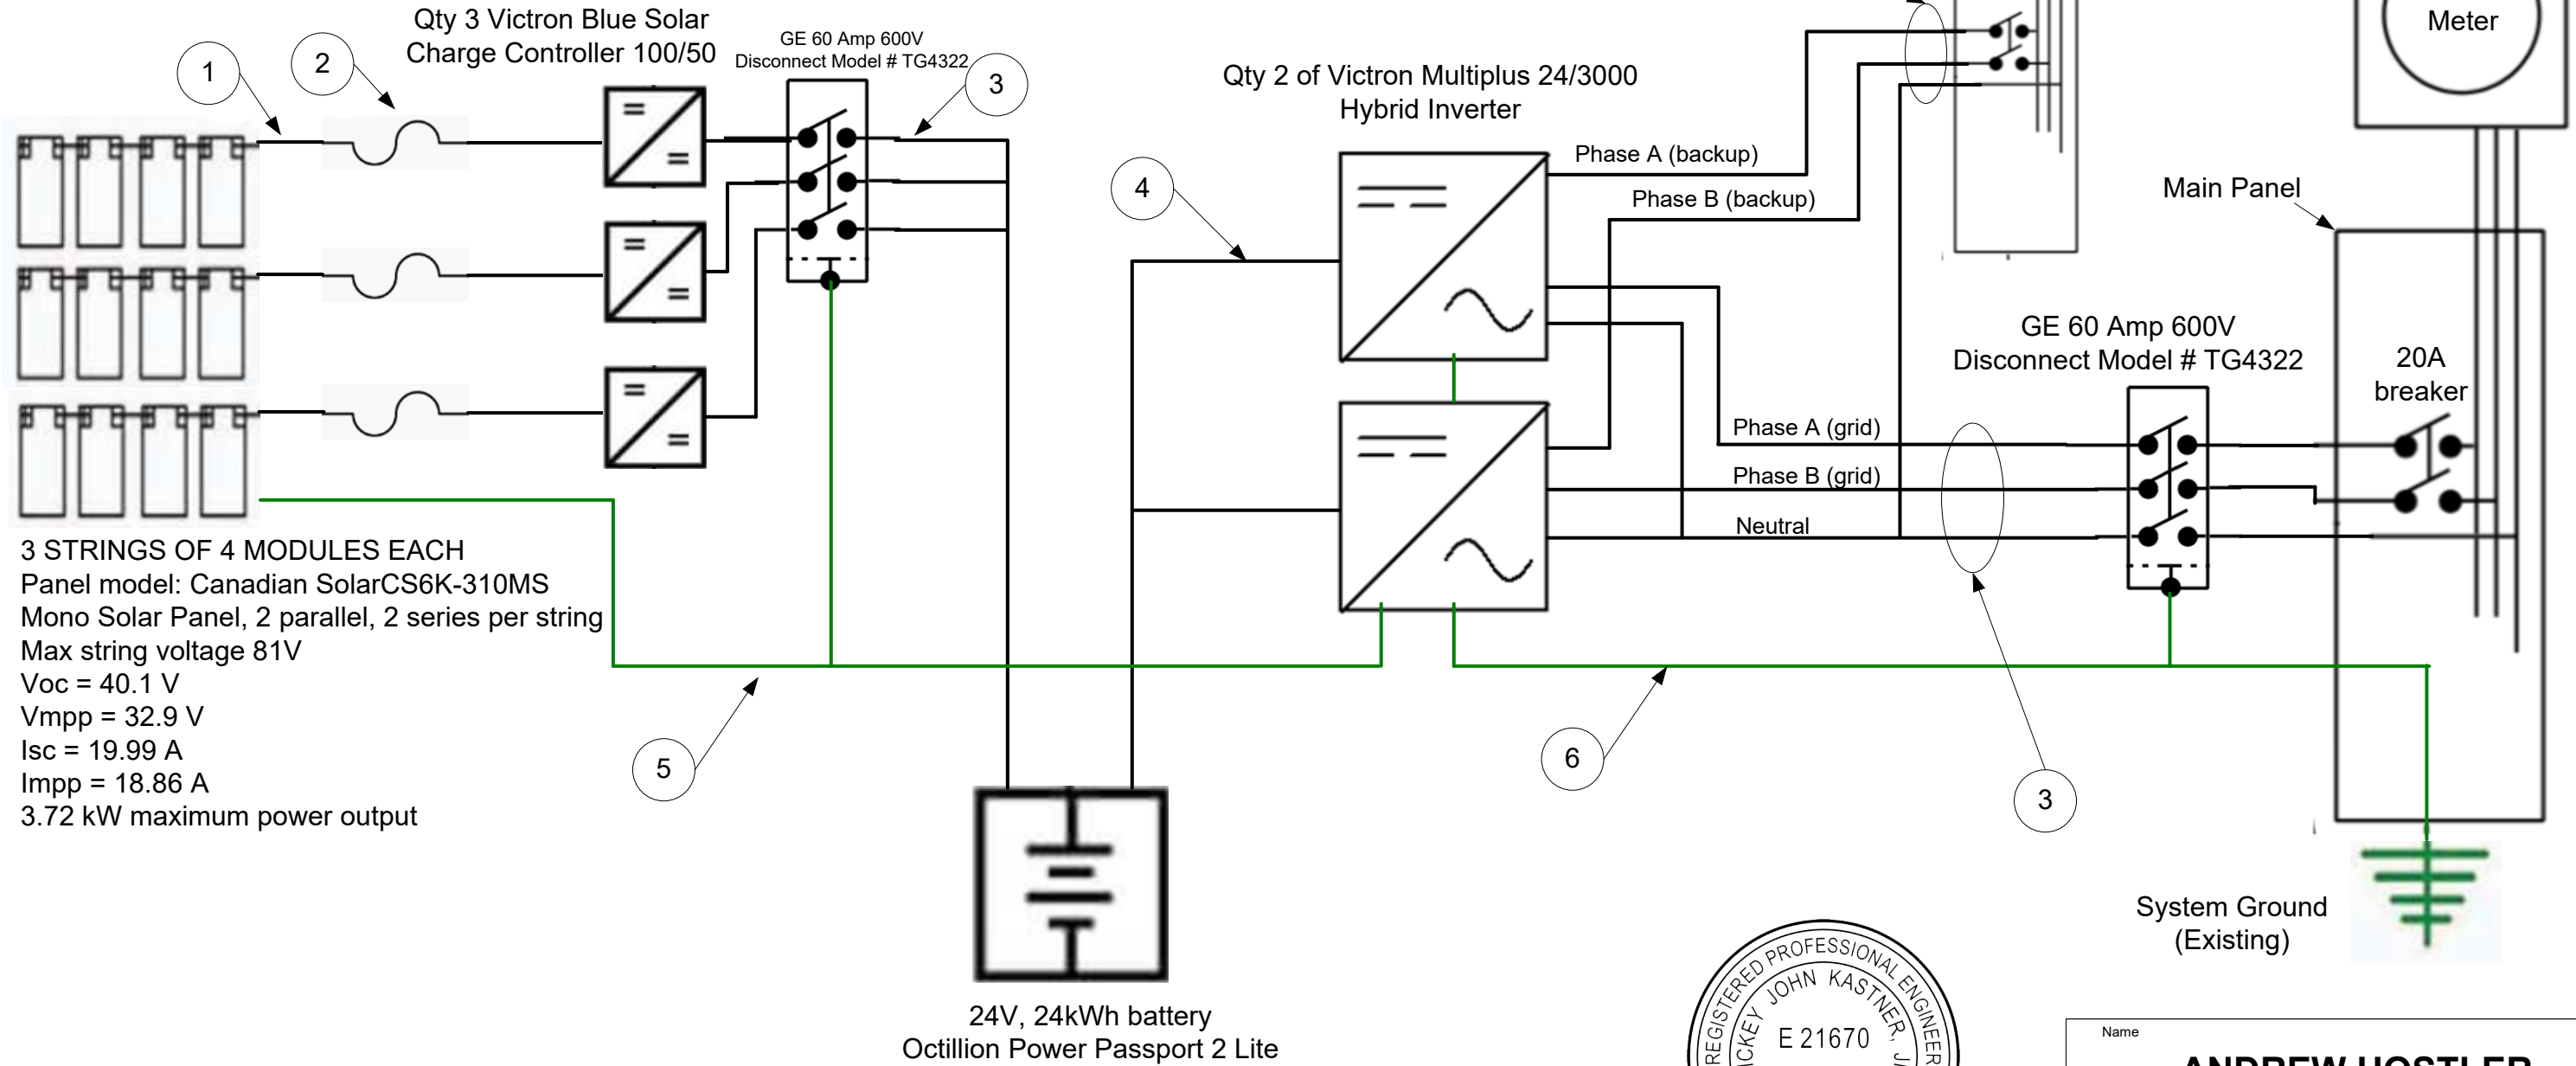 Qty 3 Victron Blue Solar
Charge Controller 100/50
GE 60 Amp 600V
Disconnect Model # TG4322
1
2
3
Qty 2 of Victron Multiplus 24/3000
Hybrid Inverter
4
Phase A (backup)
Phase B (backup)
Meter
Main Panel
GE 60 Amp 600V
Disconnect Model # TG4322
20A
breaker
Phase A (grid)
Phase B (grid)
Neutral
3 STRINGS OF 4 MODULES EACH
Panel model: Canadian SolarCS6K-310MS
Mono Solar Panel, 2 parallel, 2 series per string
Max string voltage 81V
Voc = 40.1 V
Vmpp = 32.9 V
Isc = 19.99 A
Impp = 18.86 A
3.72 kW maximum power output
5
6
3
System Ground
(Existing)
24V, 24kWh battery
Octillion Power Passport 2 Lite
REGISTERED PROFESSIONAL ENGINEER
JOHN KASTNER,
E 21670
Name
ANDREW HOSTLER